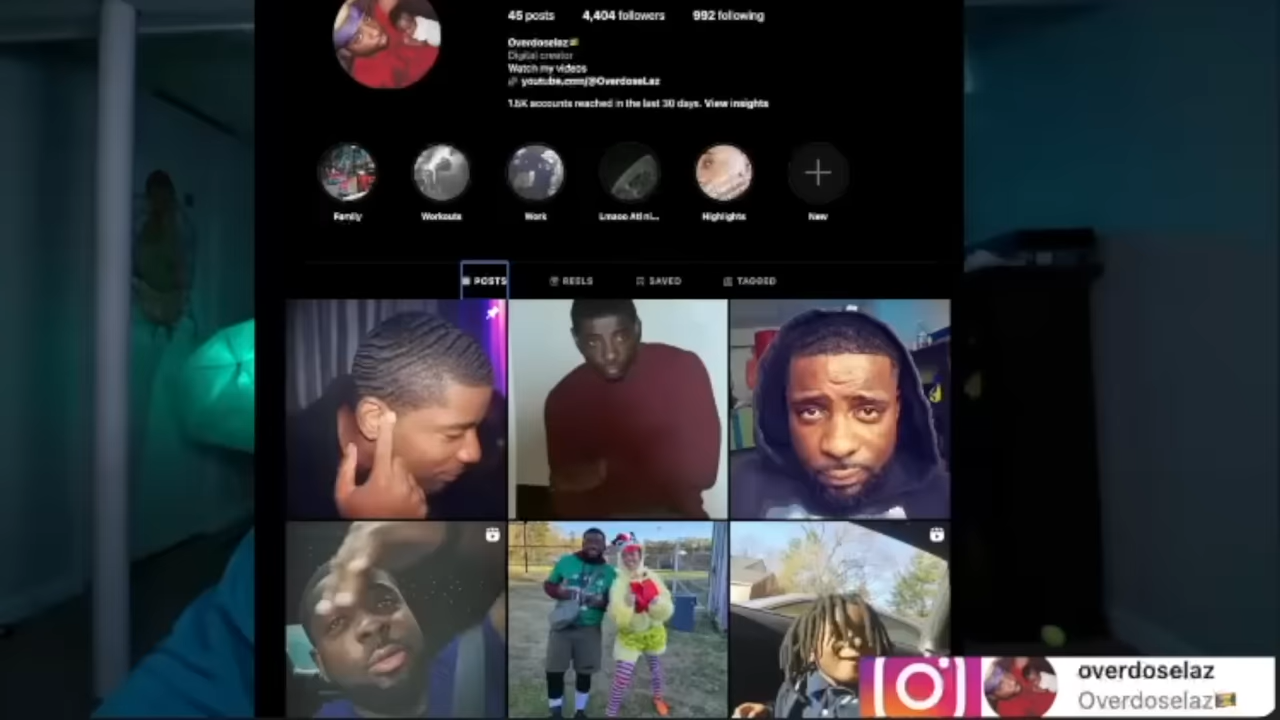 45 posts 4,404 followers 992 following
Overdoselaz
Digital creator
Watch my videos
youtube.com/@OverdoseLaz
1.5K accounts reached in the last 30 days. View insights
Family Workouts Work Highlights New
POSTS REELS SAVED TAGGED
overdoselaz
Overdoselaz